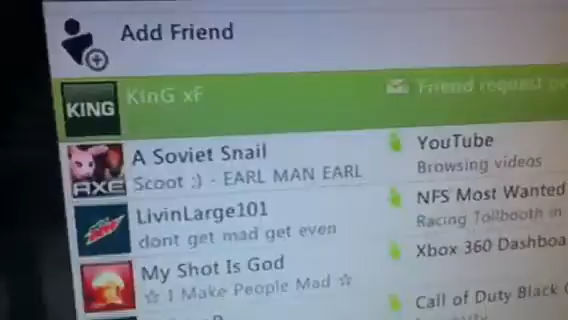 Add Friend
KING
KinG xF
Friend request
AXE
A Soviet Snail
Scoot ;) - EARL MAN EARL
YouTube
Browsing videos
LivinLarge101
dont get mad get even
NFS Most Wanted
Racing Tollbooth in
My Shot Is God
☆ I Make People Mad ☆
Xbox 360 Dashboa
Call of Duty Black